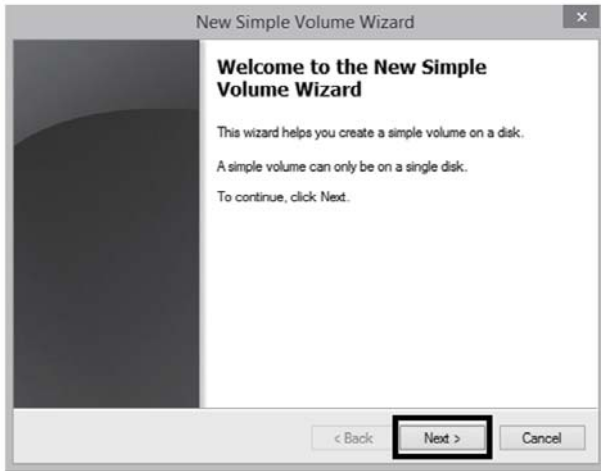 New Simple Volume Wizard
Welcome to the New Simple
Volume Wizard
This wizard helps you create a simple volume on a disk.
A simple volume can only be on a single disk.
To continue, click Next.
< Back
Next >
Cancel